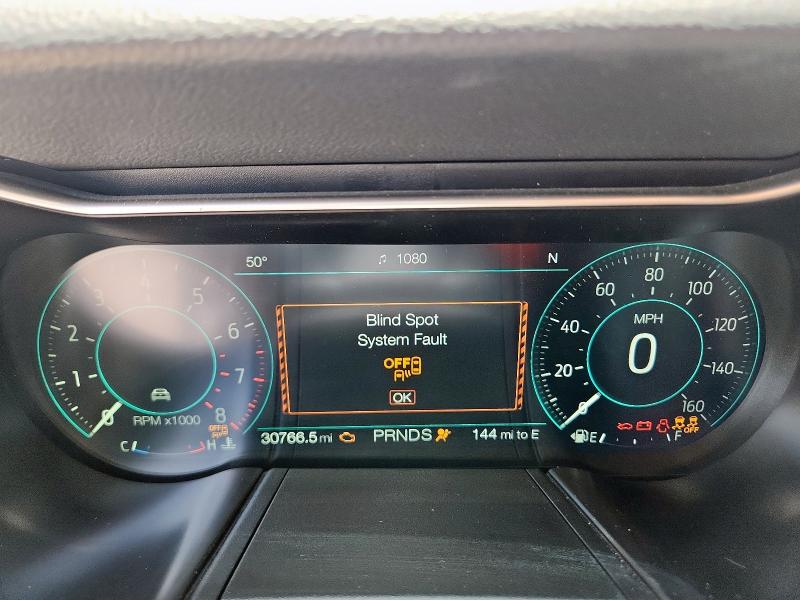 50° 1080 N
Blind Spot
System Fault
OFF
OK
0 1 2 3 4 5 6 7 8
RPM x1000
OFF
C H
30766.5 mi PRNDS 144 mi to E
0 20 40 60 80 100 120 140 160
MPH
0
E F
OFF